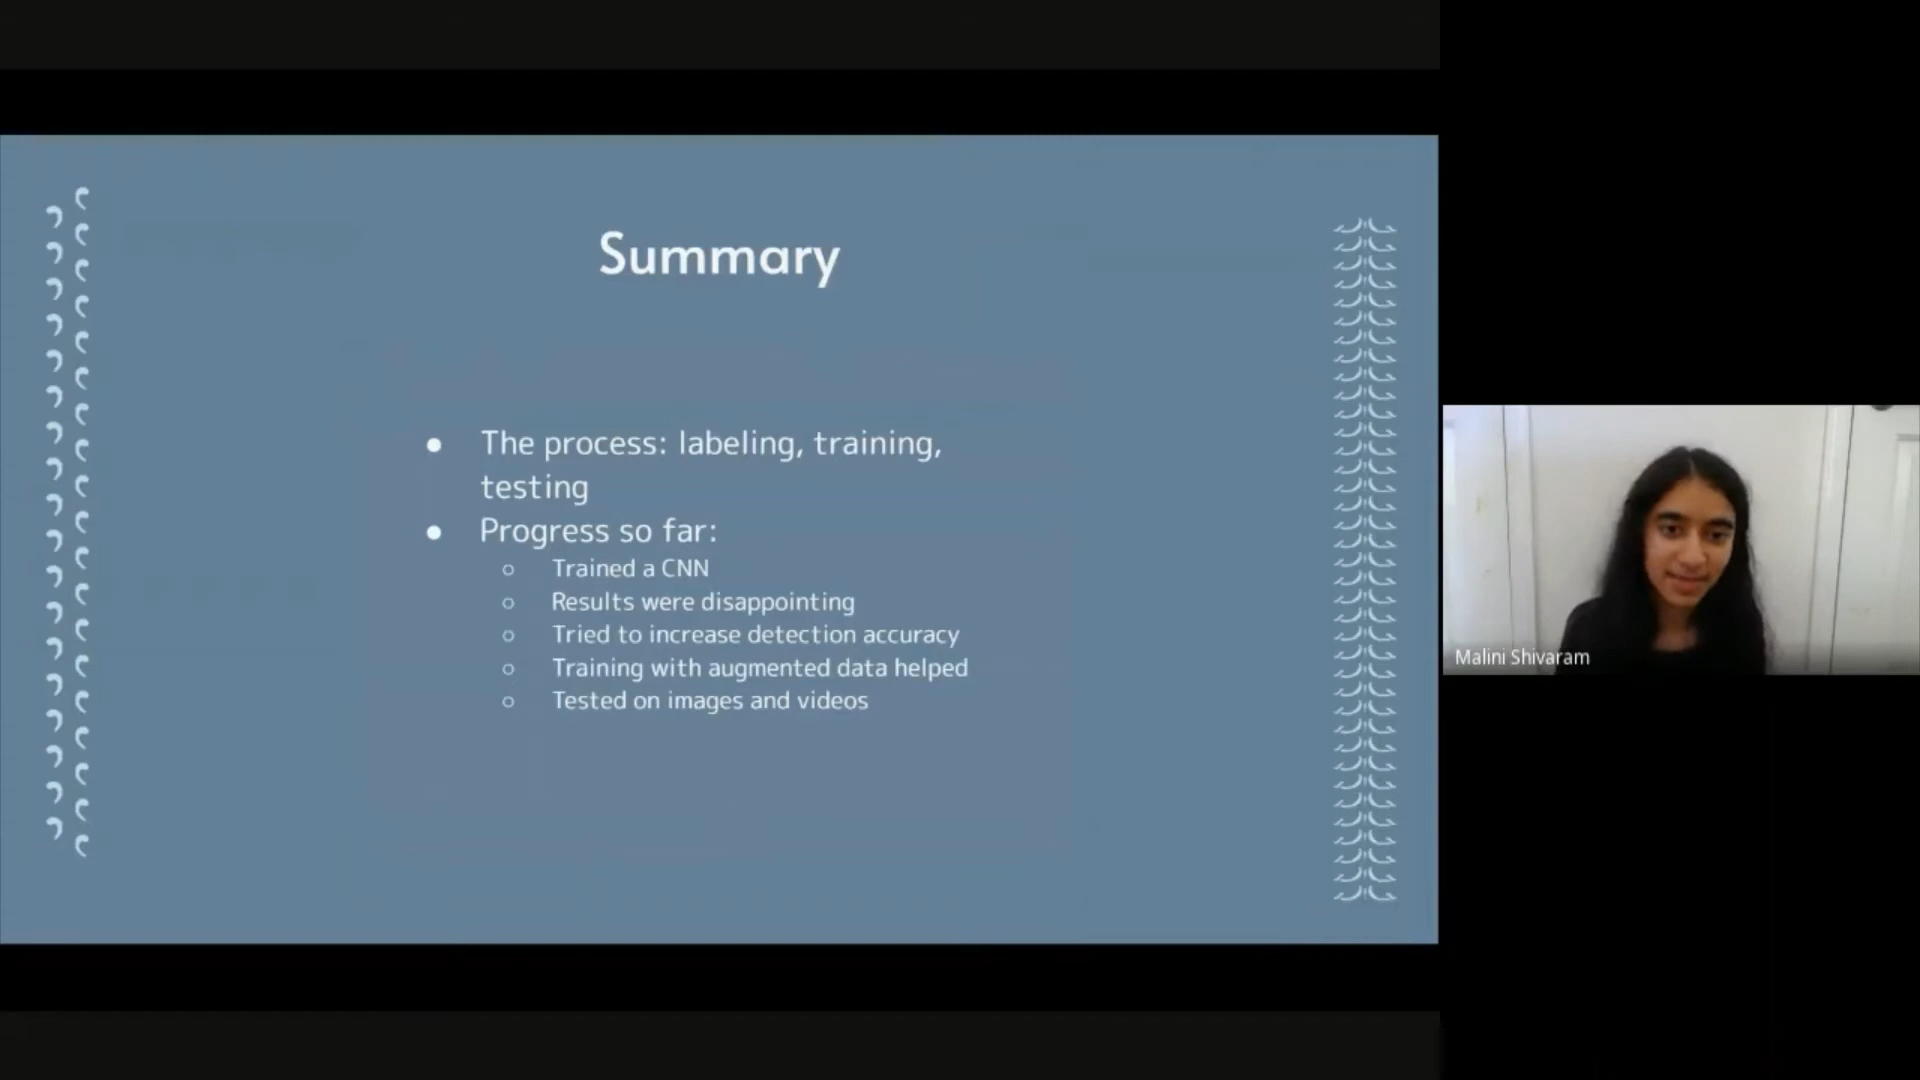 Summary
● The process: labeling, training,
testing
● Progress so far:
○ Trained a CNN
○ Results were disappointing
○ Tried to increase detection accuracy
○ Training with augmented data helped
○ Tested on images and videos
Malini Shivaram